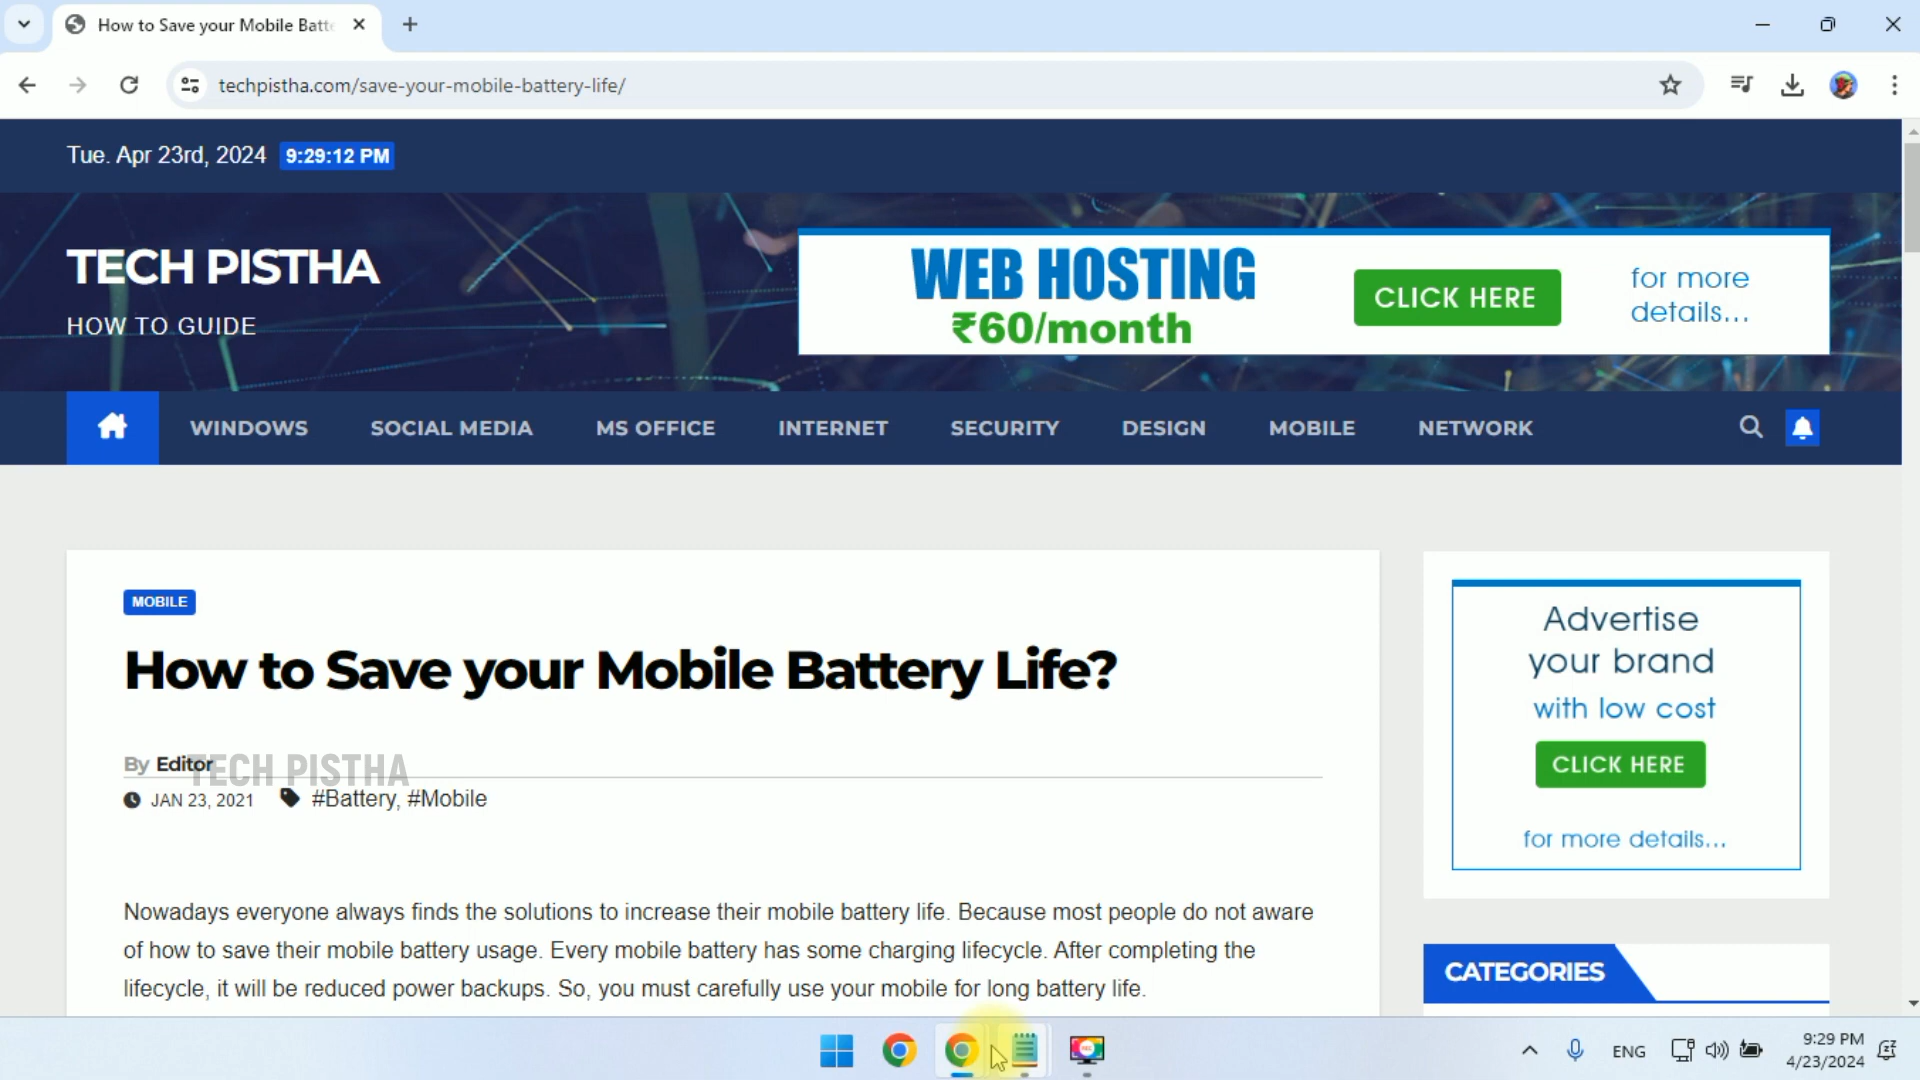 How to Save your Mobile Batte
techpistha.com/save-your-mobile-battery-life/
Tue. Apr 23rd, 2024 9:29:12 PM
TECH PISTHA
HOW TO GUIDE
WEB HOSTING
₹60/month
CLICK HERE
for more
details...
WINDOWS SOCIAL MEDIA MS OFFICE INTERNET SECURITY DESIGN MOBILE NETWORK
MOBILE
How to Save your Mobile Battery Life?
By Editor
TECH PISTHA
JAN 23, 2021 #Battery, #Mobile
Nowadays everyone always finds the solutions to increase their mobile battery life. Because most people do not aware
of how to save their mobile battery usage. Every mobile battery has some charging lifecycle. After completing the
lifecycle, it will be reduced power backups. So, you must carefully use your mobile for long battery life.
Advertise
your brand
with low cost
CLICK HERE
for more details...
CATEGORIES
ENG
9:29 PM
4/23/2024